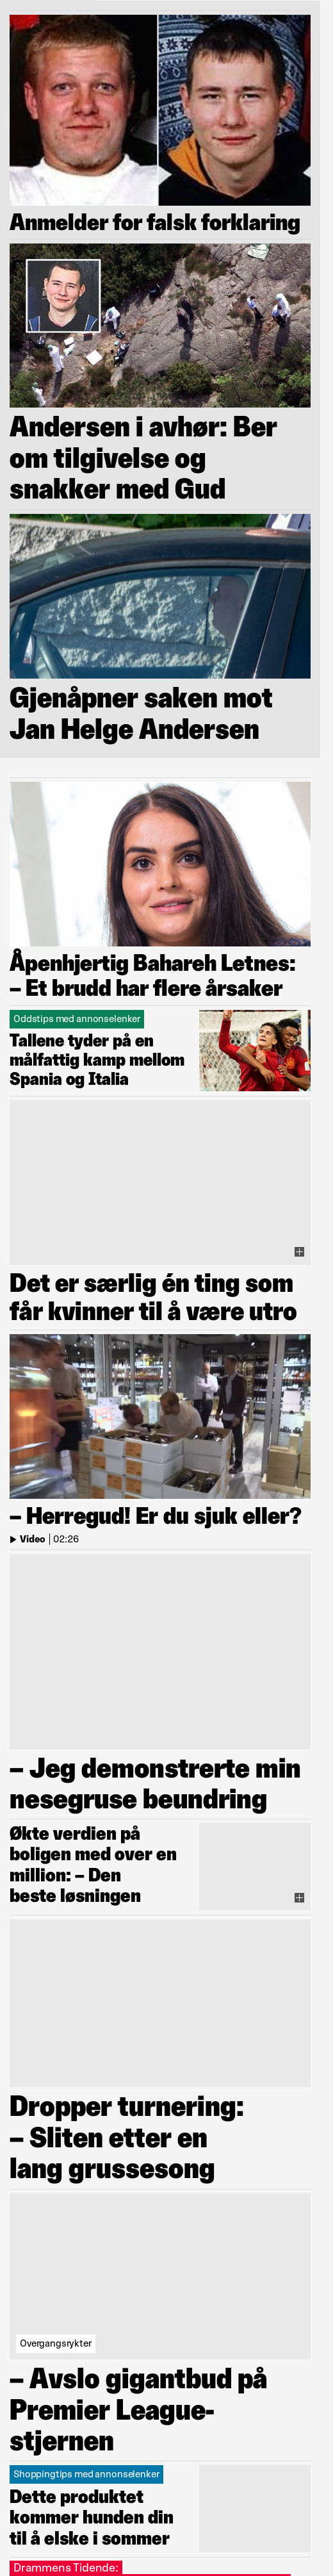 Anmelder for falsk forklaring
Andersen i avhør: Ber
om tilgivelse og
snakker med Gud
Gjenåpner saken mot
Jan Helge Andersen
Åpenhjertig Bahareh Letnes:
– Et brudd har flere årsaker
Oddstips med annonselenker
Tallene tyder på en
målfattig kamp mellom
Spania og Italia
Det er særlig én ting som
får kvinner til å være utro
– Herregud! Er du sjuk eller?
Video | 02:26
– Jeg demonstrerte min
nesegruse beundring
Økte verdien på
boligen med over en
million: – Den
beste løsningen
Dropper turnering:
– Sliten etter en
lang grussesong
Overgangsrykter
– Avslo gigantbud på
Premier League-
stjernen
Shoppingtips med annonselenker
Dette produktet
kommer hunden din
til å elske i sommer
Drammens Tidende: